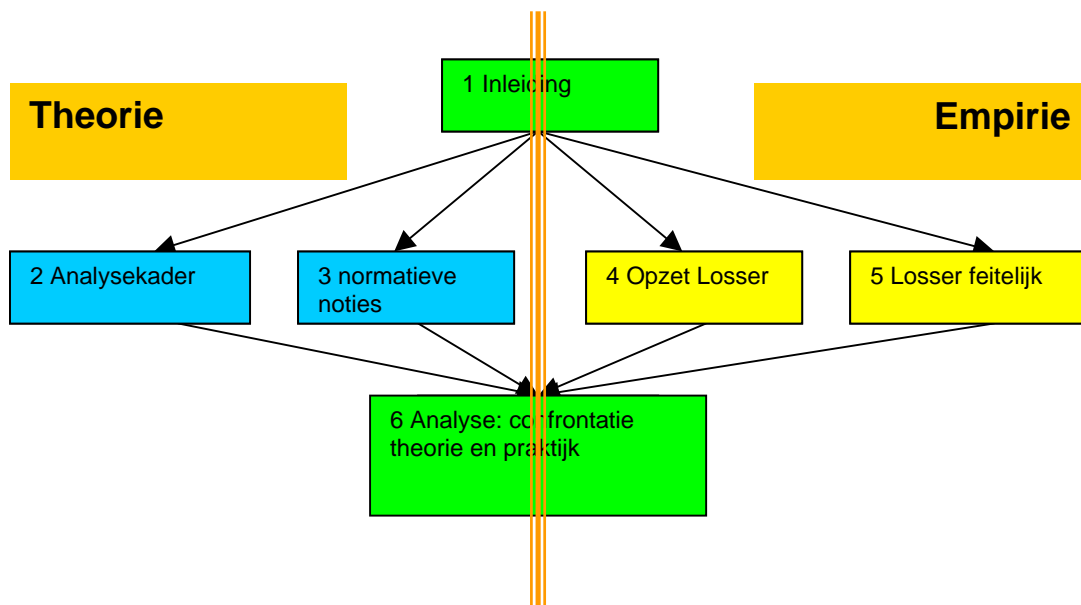 1 Inleiding
Theorie
Empirie
2 Analysekader
3 normatieve
noties
4 Opzet Losser
5 Losser feitelijk
6 Analyse: confrontatie
theorie en praktijk